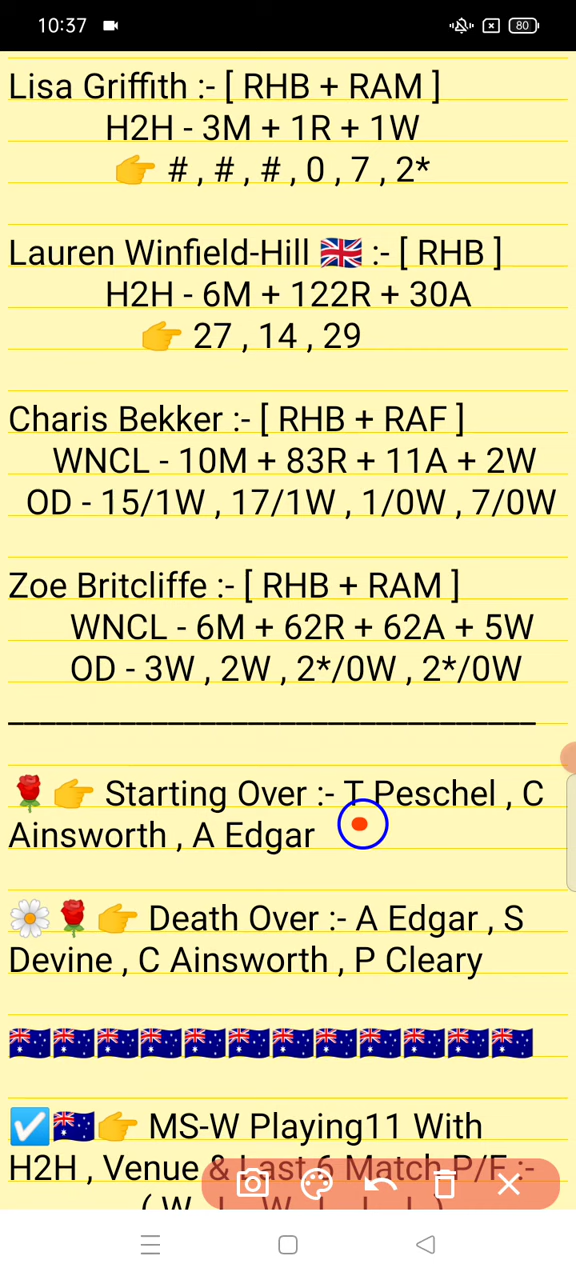 10:37
80
Lisa Griffith :- [ RHB + RAM ]
H2H - 3M + 1R + 1W
👉 # , # , # , 0 , 7 , 2*
Lauren Winfield-Hill 🇬🇧 :- [ RHB ]
H2H - 6M + 122R + 30A
👉 27 , 14 , 29
Charis Bekker :- [ RHB + RAF ]
WNCL - 10M + 83R + 11A + 2W
OD - 15/1W , 17/1W , 1/0W , 7/0W
Zoe Britcliffe :- [ RHB + RAM ]
WNCL - 6M + 62R + 62A + 5W
OD - 3W , 2W , 2*/0W , 2*/0W
🌹👉 Starting Over :- T Peschel , C
Ainsworth , A Edgar
🌼🌹👉 Death Over :- A Edgar , S
Devine , C Ainsworth , P Cleary
🇦🇺🇦🇺🇦🇺🇦🇺🇦🇺🇦🇺🇦🇺🇦🇺🇦🇺🇦🇺🇦🇺🇦🇺
☑️🇦🇺👉 MS-W Playing11 With
H2H , Venue & Last 6 Match P/F :-